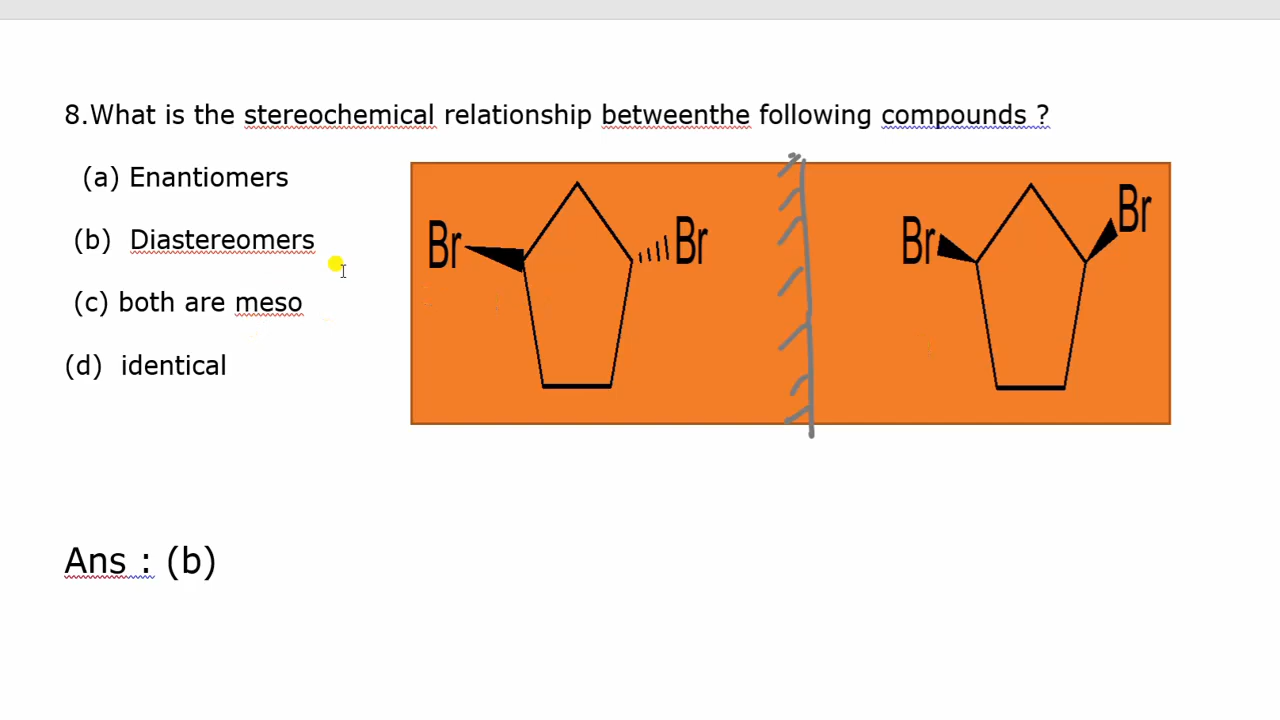 8.What is the stereochemical relationship betweenthe following compounds ?
(a) Enantiomers
(b) Diastereomers
(c) both are meso
(d) identical
Br Br Br Br
Ans : (b)